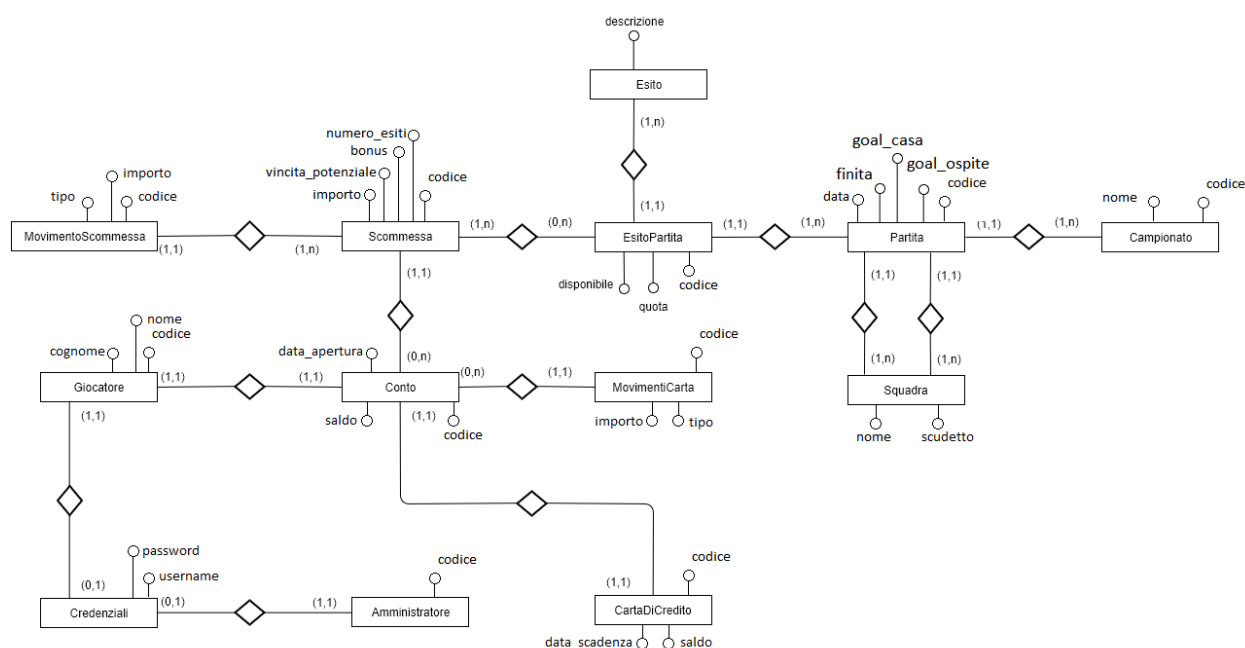 descrizione
Esito
(1,n)
numero_esiti
bonus
vincita_potenziale
importo
codice
importo
tipo
codice
goal_casa
goal_ospite
finita
codice
data
nome
codice
(1,1)
MovimentoScommessa
(1,1)
(1,n)
Scommessa
(1,n)
(0,n)
EsitoPartita
(1,1)
(1,n)
Partita
(1,1)
(1,n)
Campionato
(1,1)
disponibile
quota
codice
(1,1)
(1,1)
nome
codice
cognome
data_apertura
(0,n)
codice
Giocatore
(1,1)
(1,1)
Conto
(0,n)
(1,1)
MovimentiCarta
(1,n)
(1,n)
Squadra
(1,1)
saldo
(1,1)
codice
importo
tipo
nome
scudetto
password
username
codice
codice
(0,1)
(1,1)
Credenziali
(0,1)
(1,1)
Amministratore
CartaDiCredito
data_scadenza
saldo